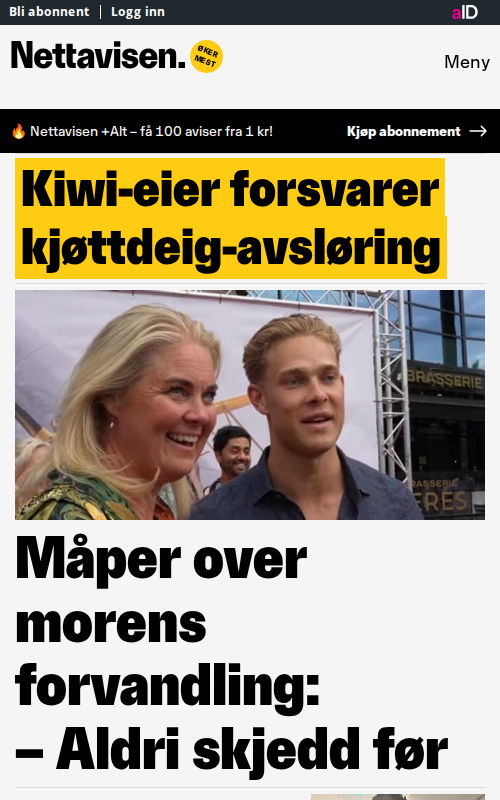 Bli abonnent | Logg inn
aID
Nettavisen.
ØKER
MEST
Meny
Nettavisen +Alt – få 100 aviser fra 1 kr!
Kjøp abonnement
Kiwi-eier forsvarer
kjøttdeig-avsløring
BRASSERIE
BRASSERIE
Måper over
morens
forvandling:
– Aldri skjedd før